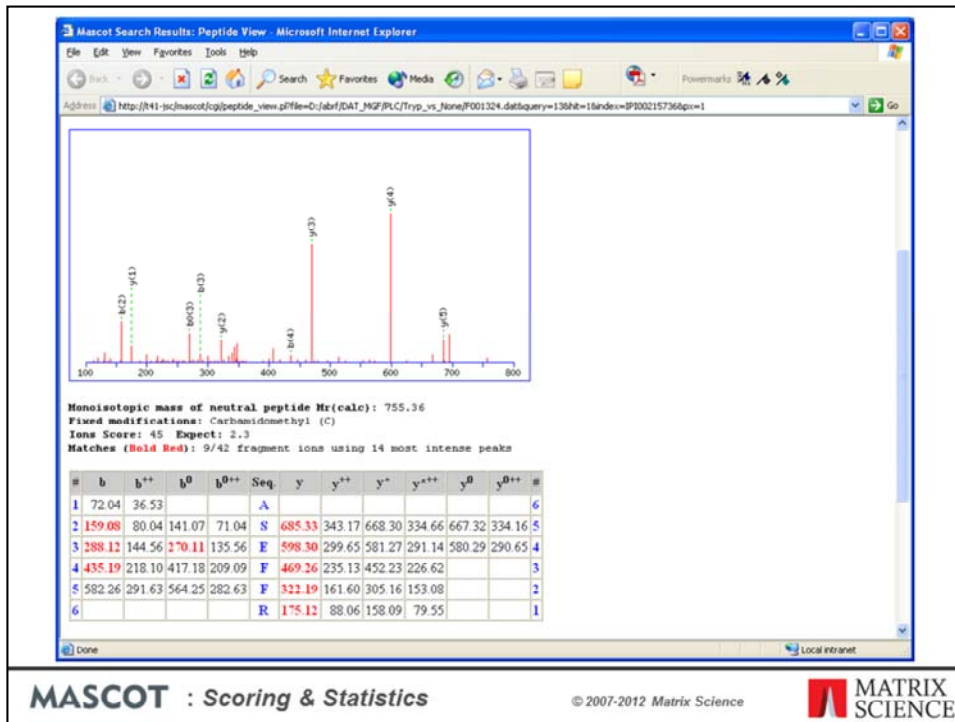 Mascot Search Results: Peptide View - Microsoft Internet Explorer
File Edit View Favorites Tools Help
Back Search Favorites Media Powermarks
Address http://t41-jsc/mascot/cgi/peptide_view.pl?file=D:/abrf/DAT_MGF/PLC/Tryp_vs_None/F001324.dat&query=13&hit=1&index=IPI00215736&px=1 Go
b(2) y(1) b0(3) b(3) y(2) b(4) y(3) y(4) y(5)
100 200 300 400 500 600 700 800
Monoisotopic mass of neutral peptide Mr(calc): 755.36
Fixed modifications: Carbamidomethyl (C)
Ions Score: 45 Expect: 2.3
Matches (Bold Red): 9/42 fragment ions using 14 most intense peaks
# b b++ b0 b0++ Seq. y y++ y* y*++ y0 y0++ #
1 72.04 36.53 A 6
2 159.08 80.04 141.07 71.04 S 685.33 343.17 668.30 334.66 667.32 334.16 5
3 288.12 144.56 270.11 135.56 E 598.30 299.65 581.27 291.14 580.29 290.65 4
4 435.19 218.10 417.18 209.09 F 469.26 235.13 452.23 226.62 3
5 582.26 291.63 564.25 282.63 F 322.19 161.60 305.16 153.08 2
6 R 175.12 88.06 158.09 79.55 1
Done Local intranet
MASCOT : Scoring & Statistics © 2007-2012 Matrix Science MATRIX
SCIENCE